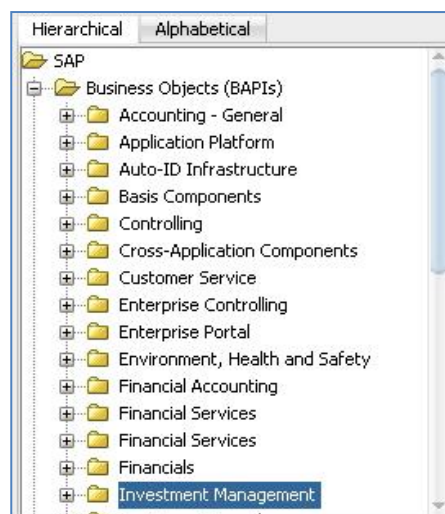 Hierarchical Alphabetical
SAP
Business Objects (BAPIs)
Accounting - General
Application Platform
Auto-ID Infrastructure
Basis Components
Controlling
Cross-Application Components
Customer Service
Enterprise Controlling
Enterprise Portal
Environment, Health and Safety
Financial Accounting
Financial Services
Financial Services
Financials
Investment Management